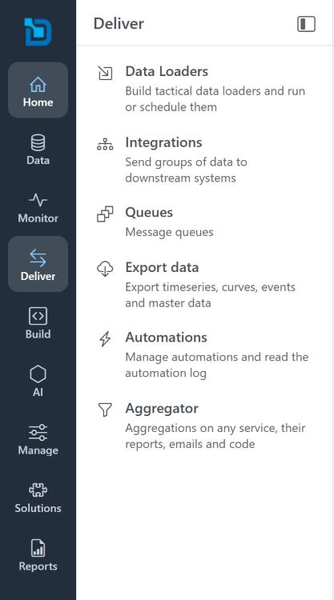 Home
Data
Monitor
Deliver
Build
AI
Manage
Solutions
Reports
Deliver
Data Loaders
Build tactical data loaders and run
or schedule them
Integrations
Send groups of data to
downstream systems
Queues
Message queues
Export data
Export timeseries, curves, events
and master data
Automations
Manage automations and read the
automation log
Aggregator
Aggregations on any service, their
reports, emails and code